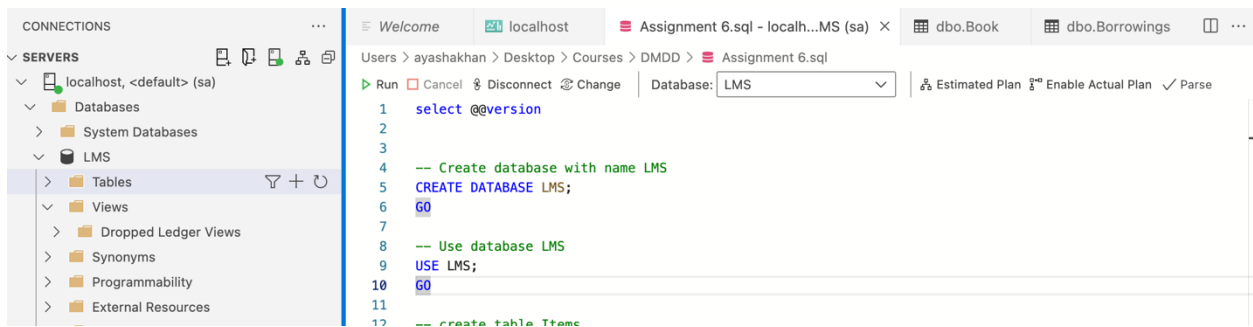 CONNECTIONS ...
SERVERS
localhost, <default> (sa)
Databases
System Databases
LMS
Tables
Views
Dropped Ledger Views
Synonyms
Programmability
External Resources
Welcome localhost Assignment 6.sql - localh...MS (sa) dbo.Book dbo.Borrowings ...
Users > ayashakhan > Desktop > Courses > DMDD > Assignment 6.sql
Run Cancel Disconnect Change Database: LMS Estimated Plan Enable Actual Plan Parse
1 select @@version
2
3
4 -- Create database with name LMS
5 CREATE DATABASE LMS;
6 GO
7
8 -- Use database LMS
9 USE LMS;
10 GO
11
12 -- create table Items